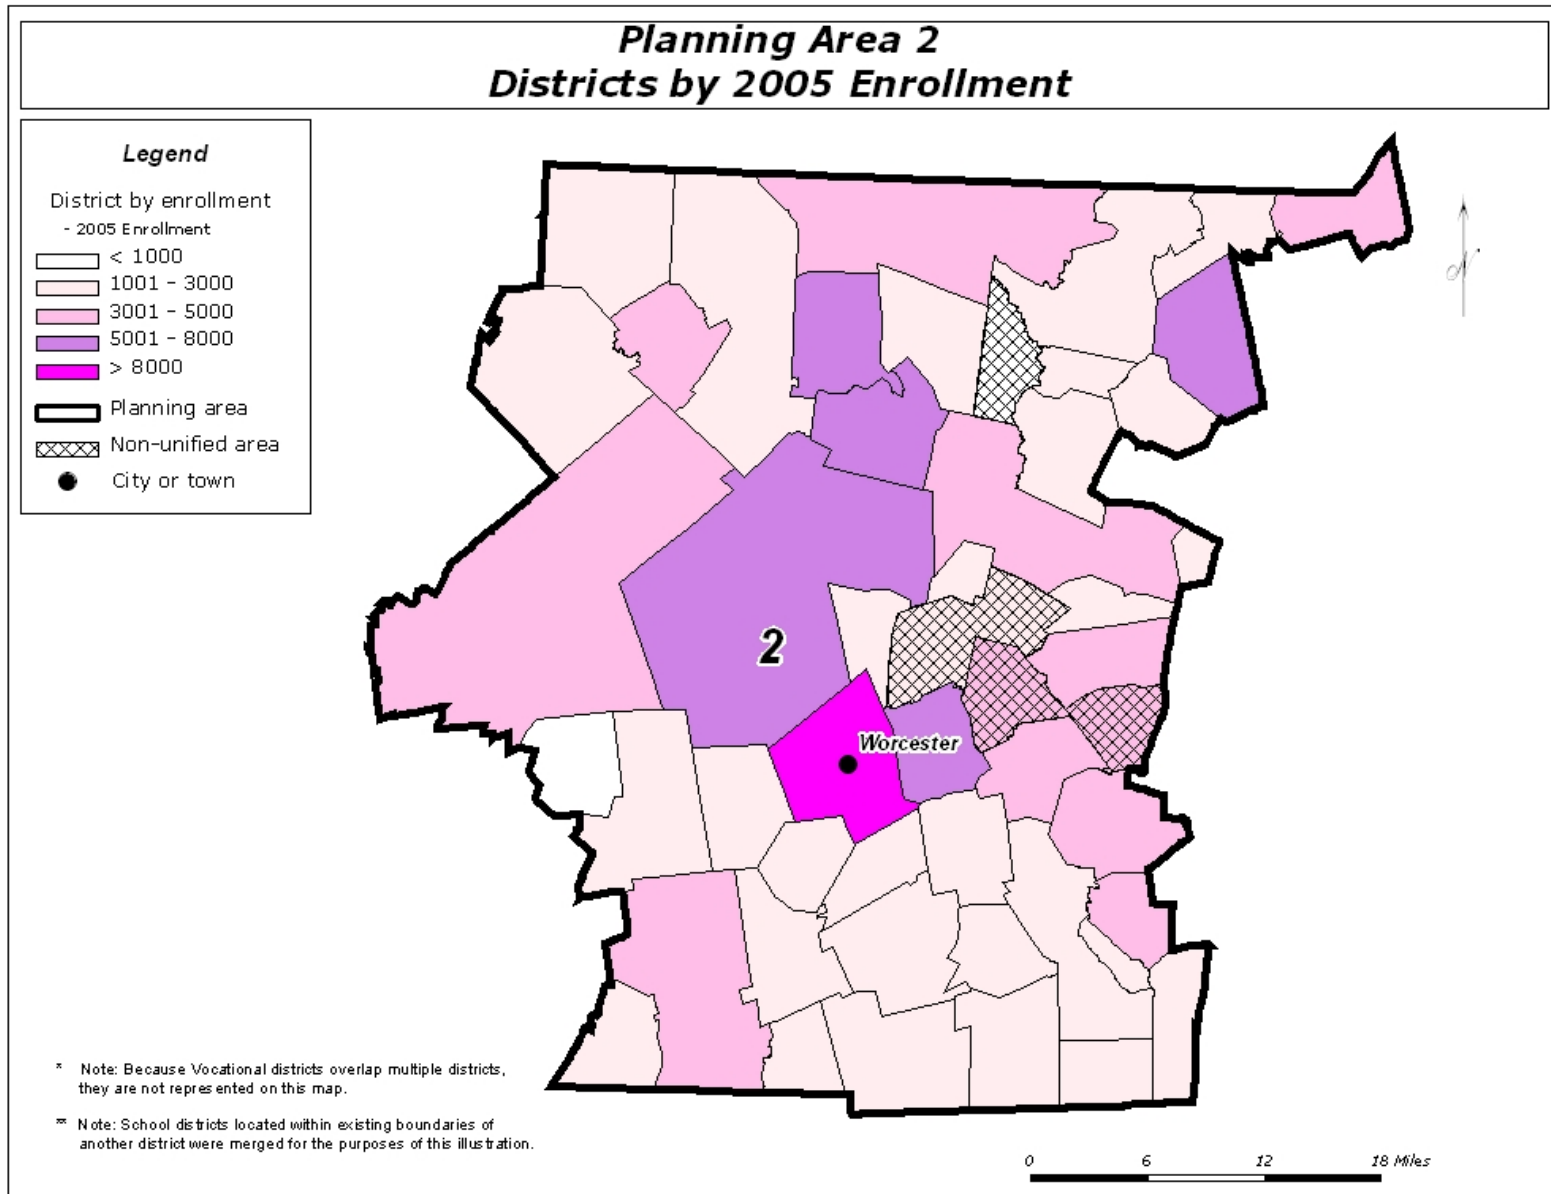 Planning Area 2
Districts by 2005 Enrollment
Legend
District by enrollment
- 2005 Enrollment
< 1000
1001 - 3000
3001 - 5000
5001 - 8000
> 8000
Planning area
Non-unified area
City or town
N
2
Worcester
* Note: Because Vocational districts overlap multiple districts,
they are not represented on this map.
** Note: School districts located within existing boundaries of
another district were merged for the purposes of this illustration.
0 6 12 18 Miles